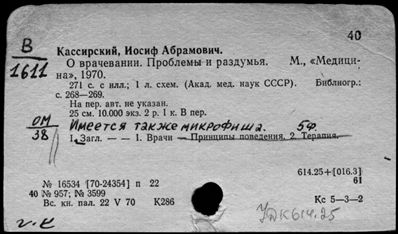 40
В
1611
Кассирский, Иосиф Абрамович.
О врачевании. Проблемы и раздумья. М., «Медици-
на», 1970.
271 с. с илл.; 1 л. схем. (Акад. мед. наук СССР). Библиогр.:
с. 268—269.
На пер. авт. не указан.
25 см. 10.000 экз. 2 р. 1 к. В пер.
ОМ
38
Имеется также микрофиша. 5ф.
1. Загл. — — 1. Врачи — Принципы поведения. 2. Терапия.
614.25+[016.3]
61
№ 16534 [70-24354] п 22
40 № 957; № 3599
Вс. кн. пал. 22 V 70 К286
Кс 5—3—2
УДК 614.25